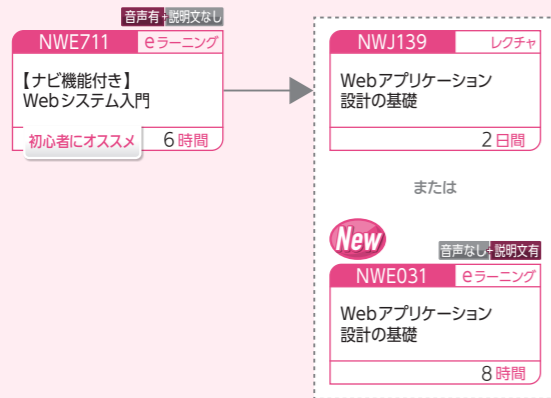 音声有+説明文なし
NWE711 eラーニング
【ナビ機能付き】
Webシステム入門
初心者にオススメ 6時間
NWJ139 レクチャ
Webアプリケーション
設計の基礎
2日間
または
New
音声なし+説明文有
NWE031 eラーニング
Webアプリケーション
設計の基礎
8時間